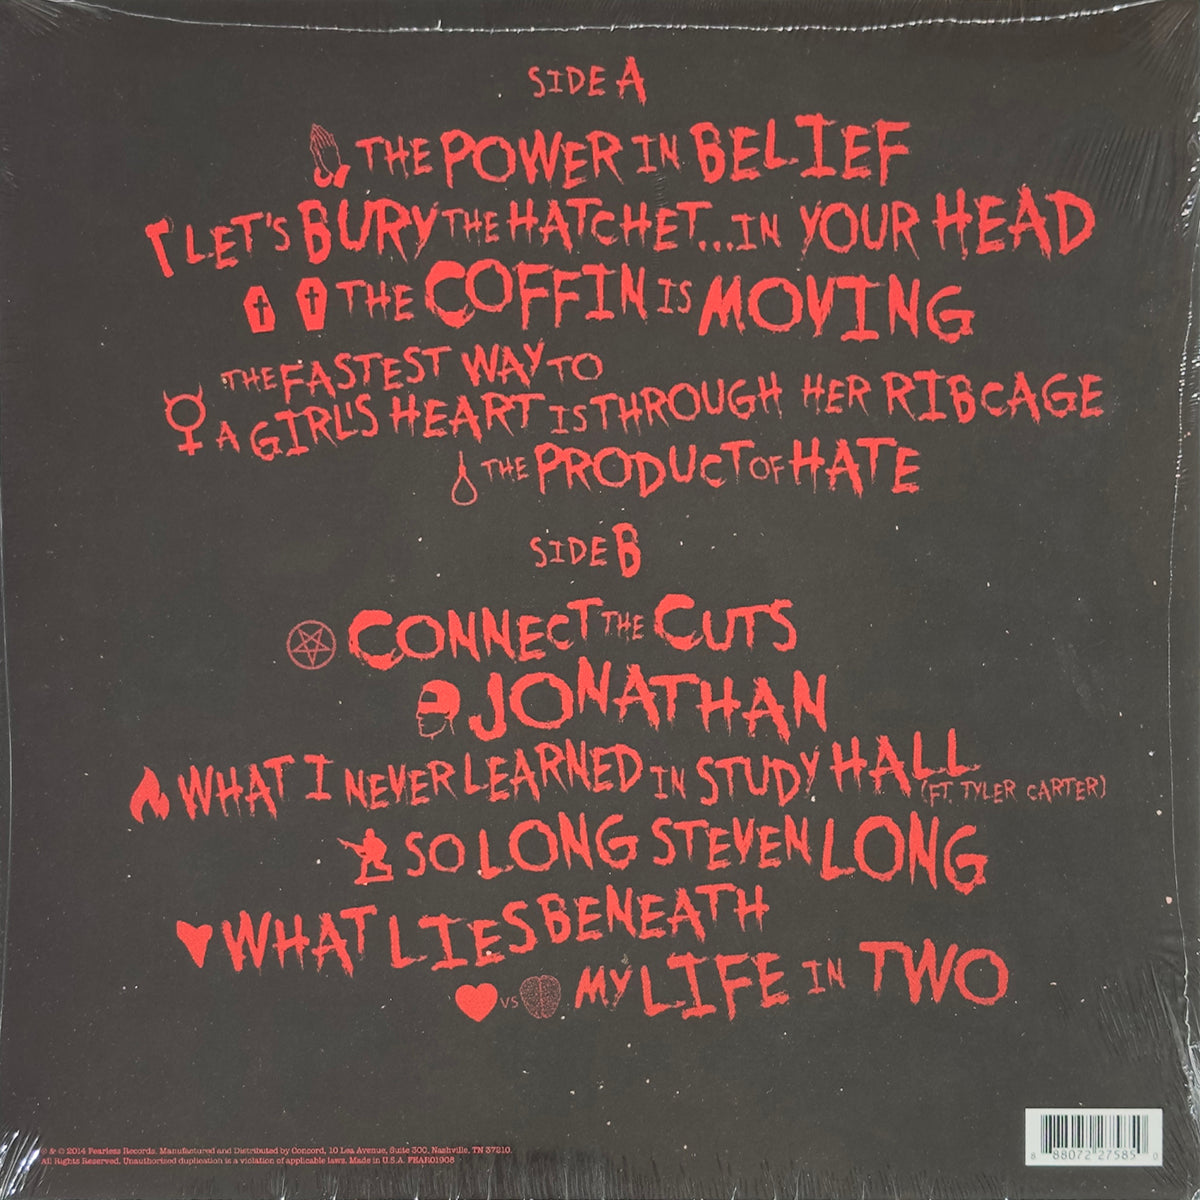 SIDE A
THE POWER IN BELIEF
LET'S BURY THE HATCHET...IN YOUR HEAD
THE COFFIN IS MOVING
THE FASTEST WAY TO
A GIRL'S HEART IS THROUGH HER RIBCAGE
THE PRODUCT OF HATE
SIDE B
CONNECT THE CUTS
JONATHAN
WHAT I NEVER LEARNED IN STUDY HALL
(FT. TYLER CARTER)
SO LONG STEVEN LONG
WHAT LIES BENEATH
VS MY LIFE IN TWO
℗ & © 2014 Fearless Records. Manufactured and Distributed by Concord, 10 Lea Avenue, Suite 300, Nashville, TN 37210.
All Rights Reserved. Unauthorized duplication is a violation of applicable laws. Made in U.S.A. FEAR01908
8 88072 27585 0